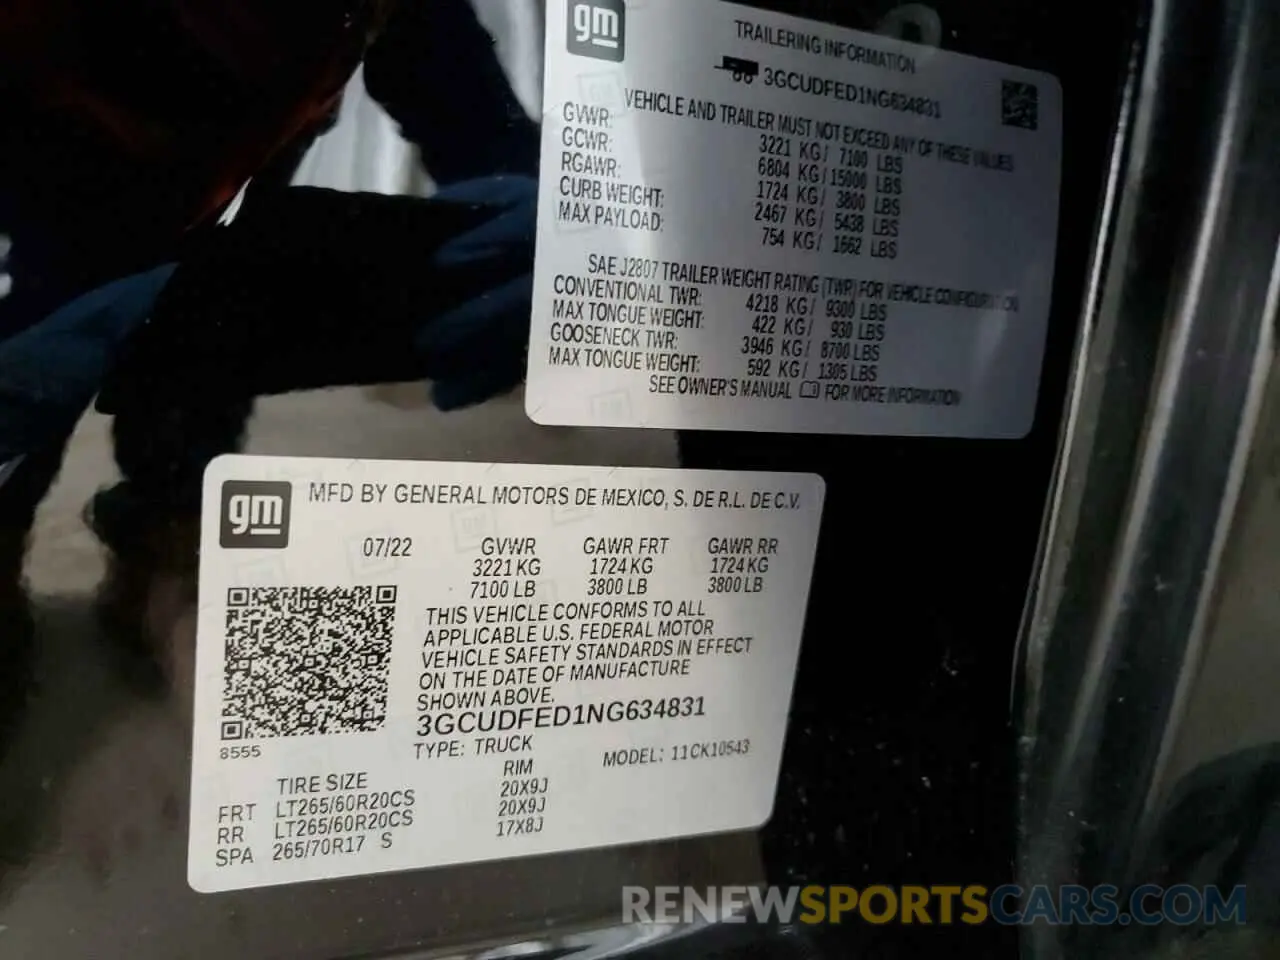 gm
TRAILERING INFORMATION
3GCUDFED1NG634831
VEHICLE AND TRAILER MUST NOT EXCEED ANY OF THESE VALUES
GVWR: 3221 KG/ 7100 LBS
GCWR: 6804 KG/15000 LBS
RGAWR: 1724 KG/ 3800 LBS
CURB WEIGHT: 2467 KG/ 5438 LBS
MAX PAYLOAD: 754 KG/ 1662 LBS
SAE J2807 TRAILER WEIGHT RATING (TWR) FOR VEHICLE CONFIGURATION
CONVENTIONAL TWR: 4218 KG/ 9300 LBS
MAX TONGUE WEIGHT: 422 KG/ 930 LBS
GOOSENECK TWR: 3946 KG/ 8700 LBS
MAX TONGUE WEIGHT: 592 KG/ 1305 LBS
SEE OWNER'S MANUAL FOR MORE INFORMATION
gm
MFD BY GENERAL MOTORS DE MEXICO, S. DE R.L. DE C.V.
07/22 GVWR GAWR FRT GAWR RR
3221 KG 1724 KG 1724 KG
7100 LB 3800 LB 3800 LB
THIS VEHICLE CONFORMS TO ALL
APPLICABLE U.S. FEDERAL MOTOR
VEHICLE SAFETY STANDARDS IN EFFECT
ON THE DATE OF MANUFACTURE
SHOWN ABOVE.
3GCUDFED1NG634831
8555
TYPE: TRUCK MODEL: 11CK10543
TIRE SIZE RIM
FRT LT265/60R20CS 20X9J
RR LT265/60R20CS 20X9J
SPA 265/70R17 S 17X8J
RENEWSPORTSCARS.COM